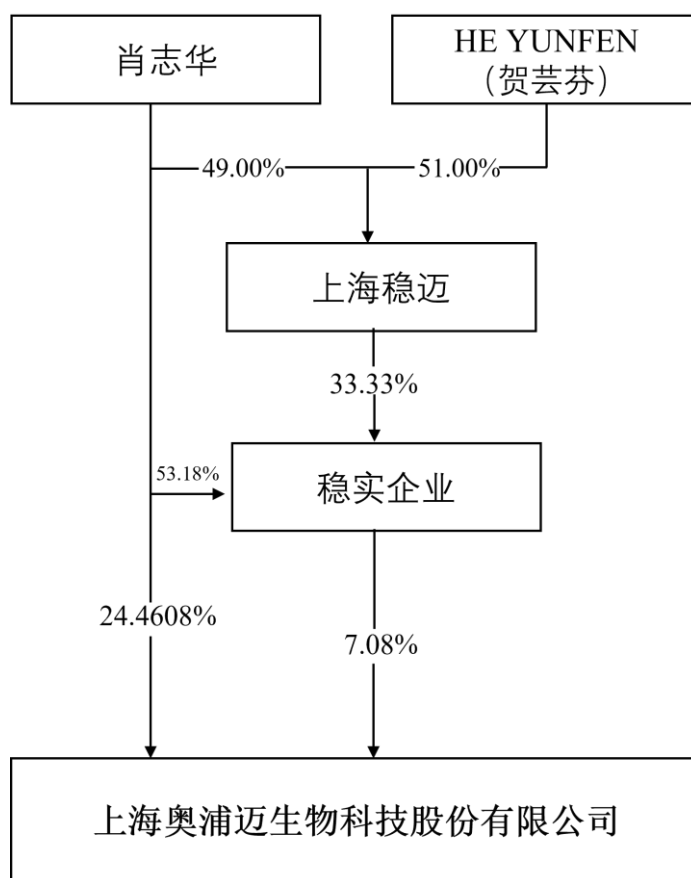 肖志华
HE YUNFEN
（贺芸芬）
49.00%
51.00%
上海稳迈
33.33%
53.18%
稳实企业
24.4608%
7.08%
上海奥浦迈生物科技股份有限公司